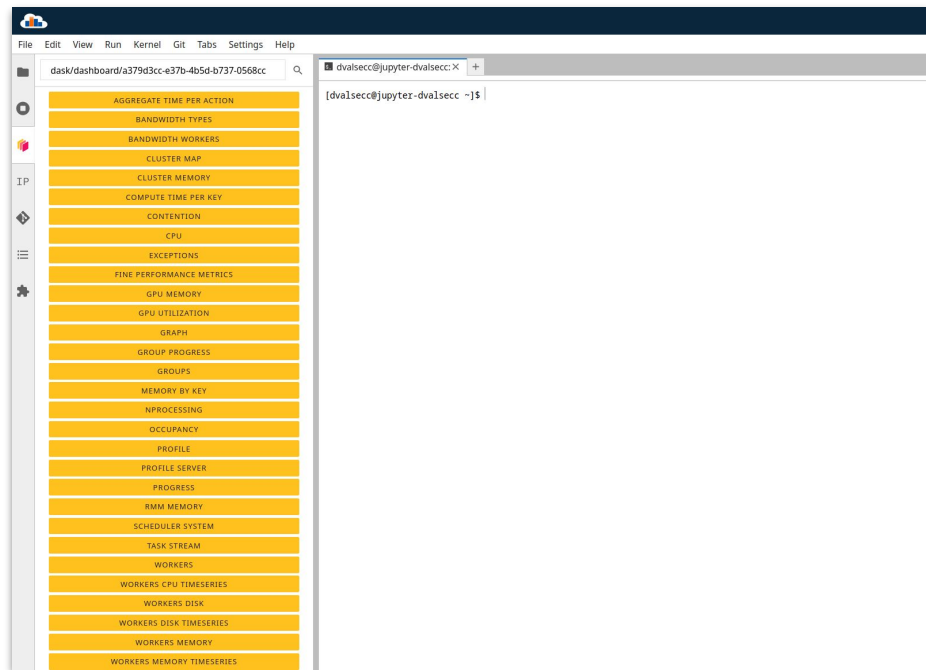 File Edit View Run Kernel Git Tabs Settings Help
dask/dashboard/a379d3cc-e37b-4b5d-b737-0568cc
AGGREGATE TIME PER ACTION
BANDWIDTH TYPES
BANDWIDTH WORKERS
CLUSTER MAP
CLUSTER MEMORY
COMPUTE TIME PER KEY
CONTENTION
CPU
EXCEPTIONS
FINE PERFORMANCE METRICS
GPU MEMORY
GPU UTILIZATION
GRAPH
GROUP PROGRESS
GROUPS
MEMORY BY KEY
NPROCESSING
OCCUPANCY
PROFILE
PROFILE SERVER
PROGRESS
RMM MEMORY
SCHEDULER SYSTEM
TASK STREAM
WORKERS
WORKERS CPU TIMESERIES
WORKERS DISK
WORKERS DISK TIMESERIES
WORKERS MEMORY
WORKERS MEMORY TIMESERIES
IP
dvalsecc@jupyter-dvalsecc:
[dvalsecc@jupyter-dvalsecc ~]$